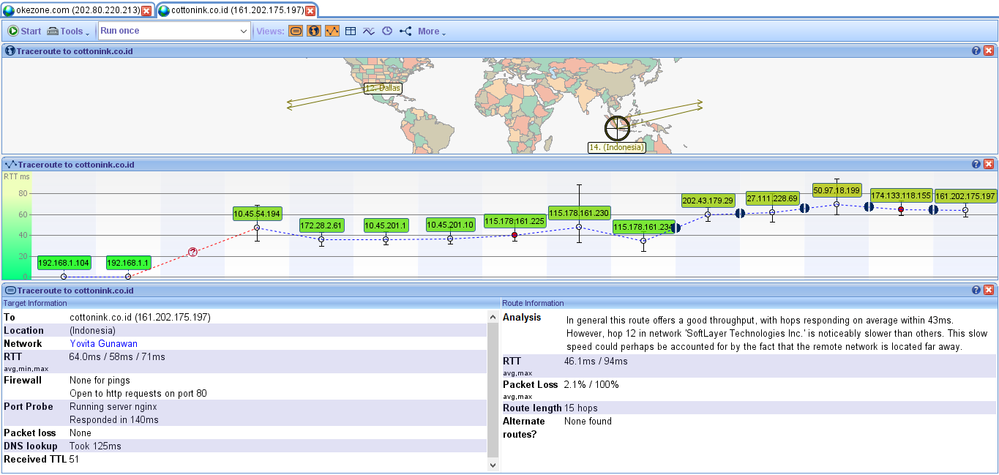 okezone.com (202.80.220.213)
cottonink.co.id (161.202.175.197)
Start Tools Run once Views: More
Traceroute to cottonink.co.id
12. Dallas
14. (Indonesia)
Traceroute to cottonink.co.id
RTT ms
80
60
40
20
0
192.168.1.104
192.168.1.1
?
10.45.54.194
172.28.2.61
10.45.201.1
10.45.201.10
115.178.161.225
115.178.161.230
115.178.161.234
202.43.179.29
27.111.228.69
50.97.18.199
174.133.118.155
161.202.175.197
Traceroute to cottonink.co.id
Target Information
To cottonink.co.id (161.202.175.197)
Location (Indonesia)
Network Yovita Gunawan
RTT 64.0ms / 58ms / 71ms
avg,min,max
Firewall None for pings
Open to http requests on port 80
Port Probe Running server nginx
Responded in 140ms
Packet loss None
DNS lookup Took 125ms
Received TTL 51
Route Information
Analysis In general this route offers a good throughput, with hops responding on average within 43ms.
However, hop 12 in network 'SoftLayer Technologies Inc.' is noticeably slower than others. This slow
speed could perhaps be accounted for by the fact that the remote network is located far away.
RTT 46.1ms / 94ms
avg,max
Packet Loss 2.1% / 100%
avg,max
Route length 15 hops
Alternate None found
routes?